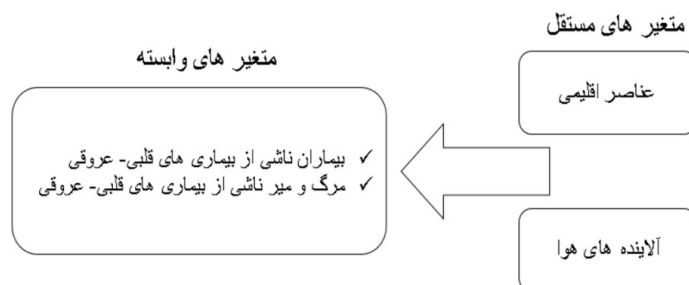 متغیر های مستقل
عناصر اقلیمی
آلاینده های هوا
متغیر های وابسته
✓ بیماران ناشی از بیماری های قلبی- عروقی
✓ مرگ و میر ناشی از بیماری های قلبی- عروقی